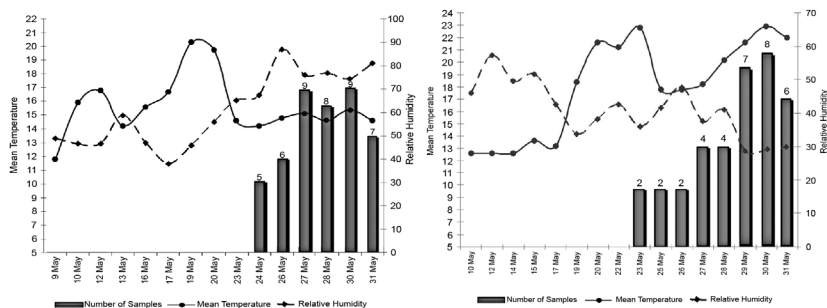 Mean Temperature
22
21
20
19
18
17
16
15
14
13
12
11
10
9
8
7
6
5
5
6
9
8
9
7
100
90
80
70
60
50
40
30
20
10
0
Relative Humidity
9 May
10 May
12 May
13 May
16 May
17 May
19 May
20 May
23 May
24 May
26 May
27 May
28 May
30 May
31 May
Number of Samples Mean Temperature Relative Humidity
Mean Temperature
24
23
22
21
20
19
18
17
16
15
14
13
12
11
10
9
8
7
6
5
2
2
2
4
4
7
8
6
70
60
50
40
30
20
10
0
Relative Humidity
10 May
12 May
14 May
15 May
17 May
19 May
20 May
22 May
23 May
25 May
26 May
27 May
28 May
29 May
30 May
31 May
Number of Samples Mean Temperature Relative Humidity